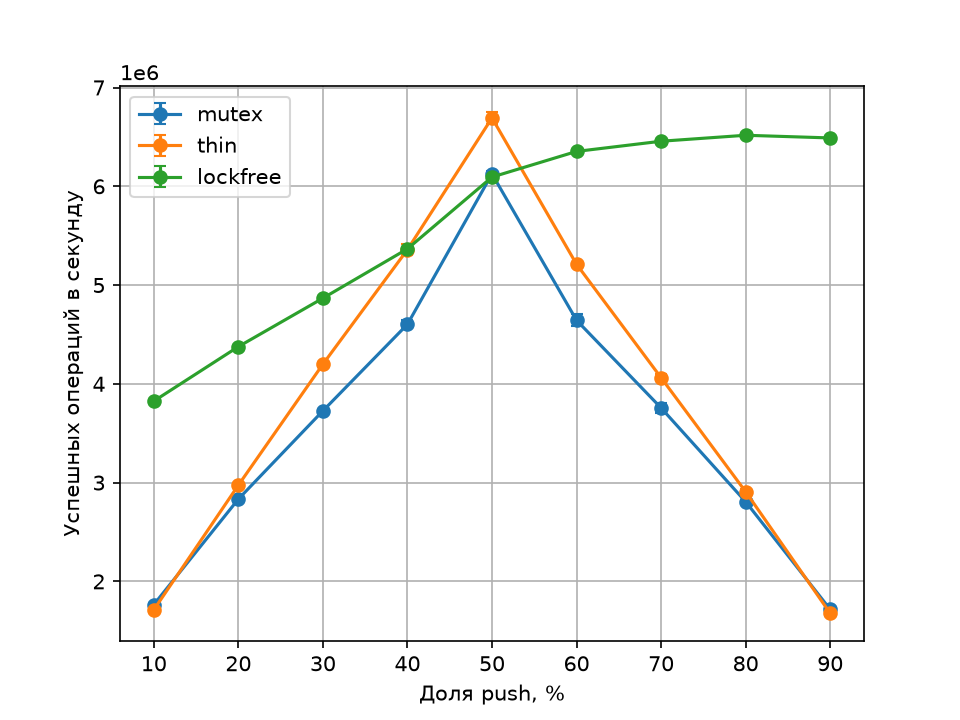 1e6
7
6
5
4
3
2
mutex
thin
lockfree
Успешных операций в секунду
10 20 30 40 50 60 70 80 90
Доля push, %